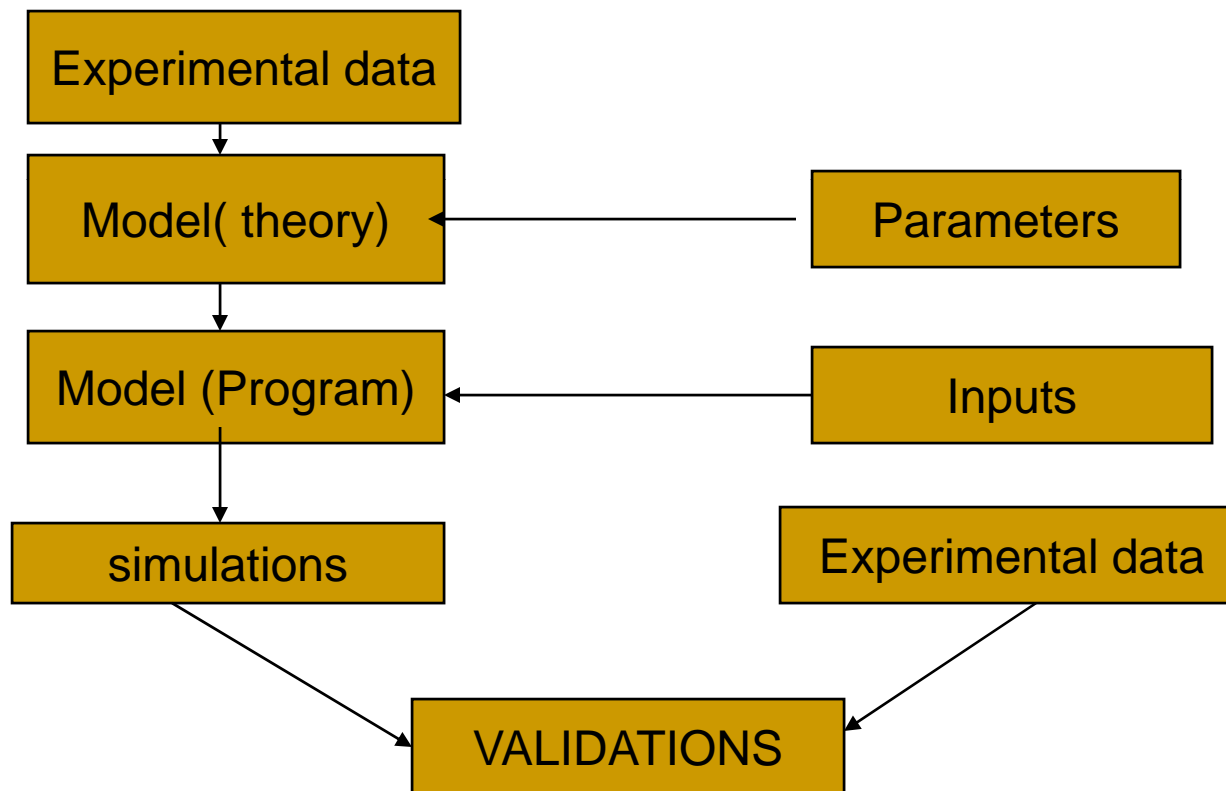 Experimental data
Model( theory)
Parameters
Model (Program)
Inputs
simulations
Experimental data
VALIDATIONS